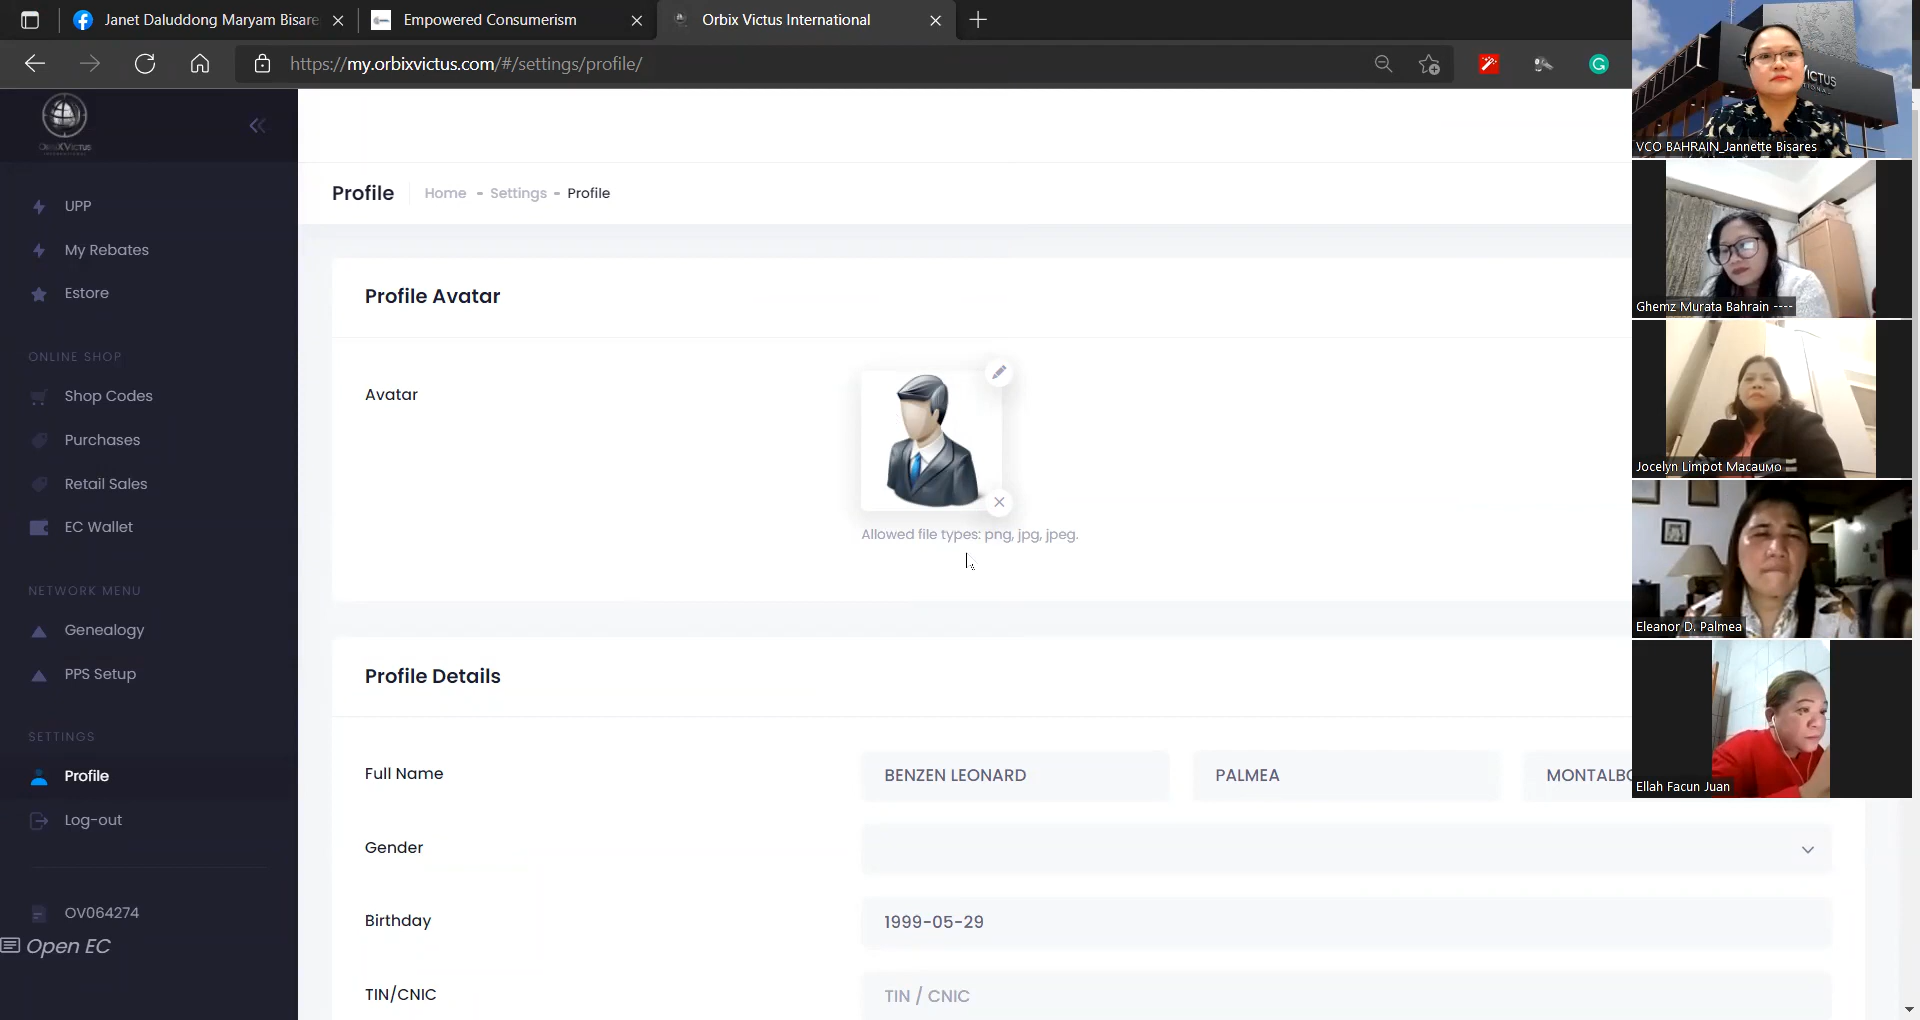 Janet Daluddong Maryam Bisare
Empowered Consumerism
Orbix Victus International
https://my.orbixvictus.com/#/settings/profile/
UPP
My Rebates
Estore
ONLINE SHOP
Shop Codes
Purchases
Retail Sales
EC Wallet
NETWORK MENU
Genealogy
PPS Setup
SETTINGS
Profile
Log-out
OV064274
Open EC
Profile
Home - Settings - Profile
Profile Avatar
Avatar
Allowed file types: png, jpg, jpeg.
Profile Details
Full Name
BENZEN LEONARD
PALMEA
MONTALBO
Gender
Birthday
1999-05-29
TIN/CNIC
TIN / CNIC
VCO BAHRAIN_Jannette Bisares
Ghemz Murata Bahrain ----
Jocelyn Limpot Macau
Eleanor D. Palmea
Ellah Facun Juan